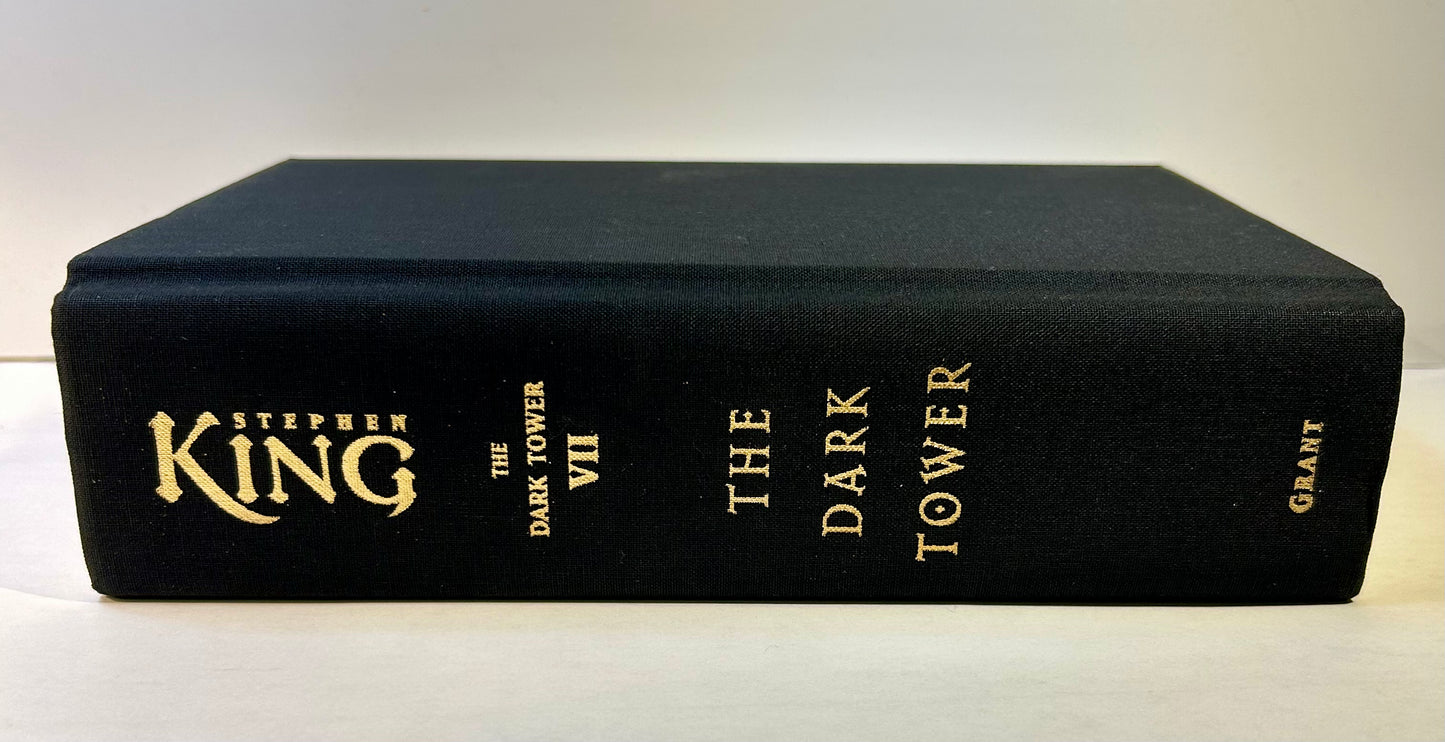 STEPHEN
KING
THE
DARK TOWER
VII
THE
DARK
TOWER
GRANT